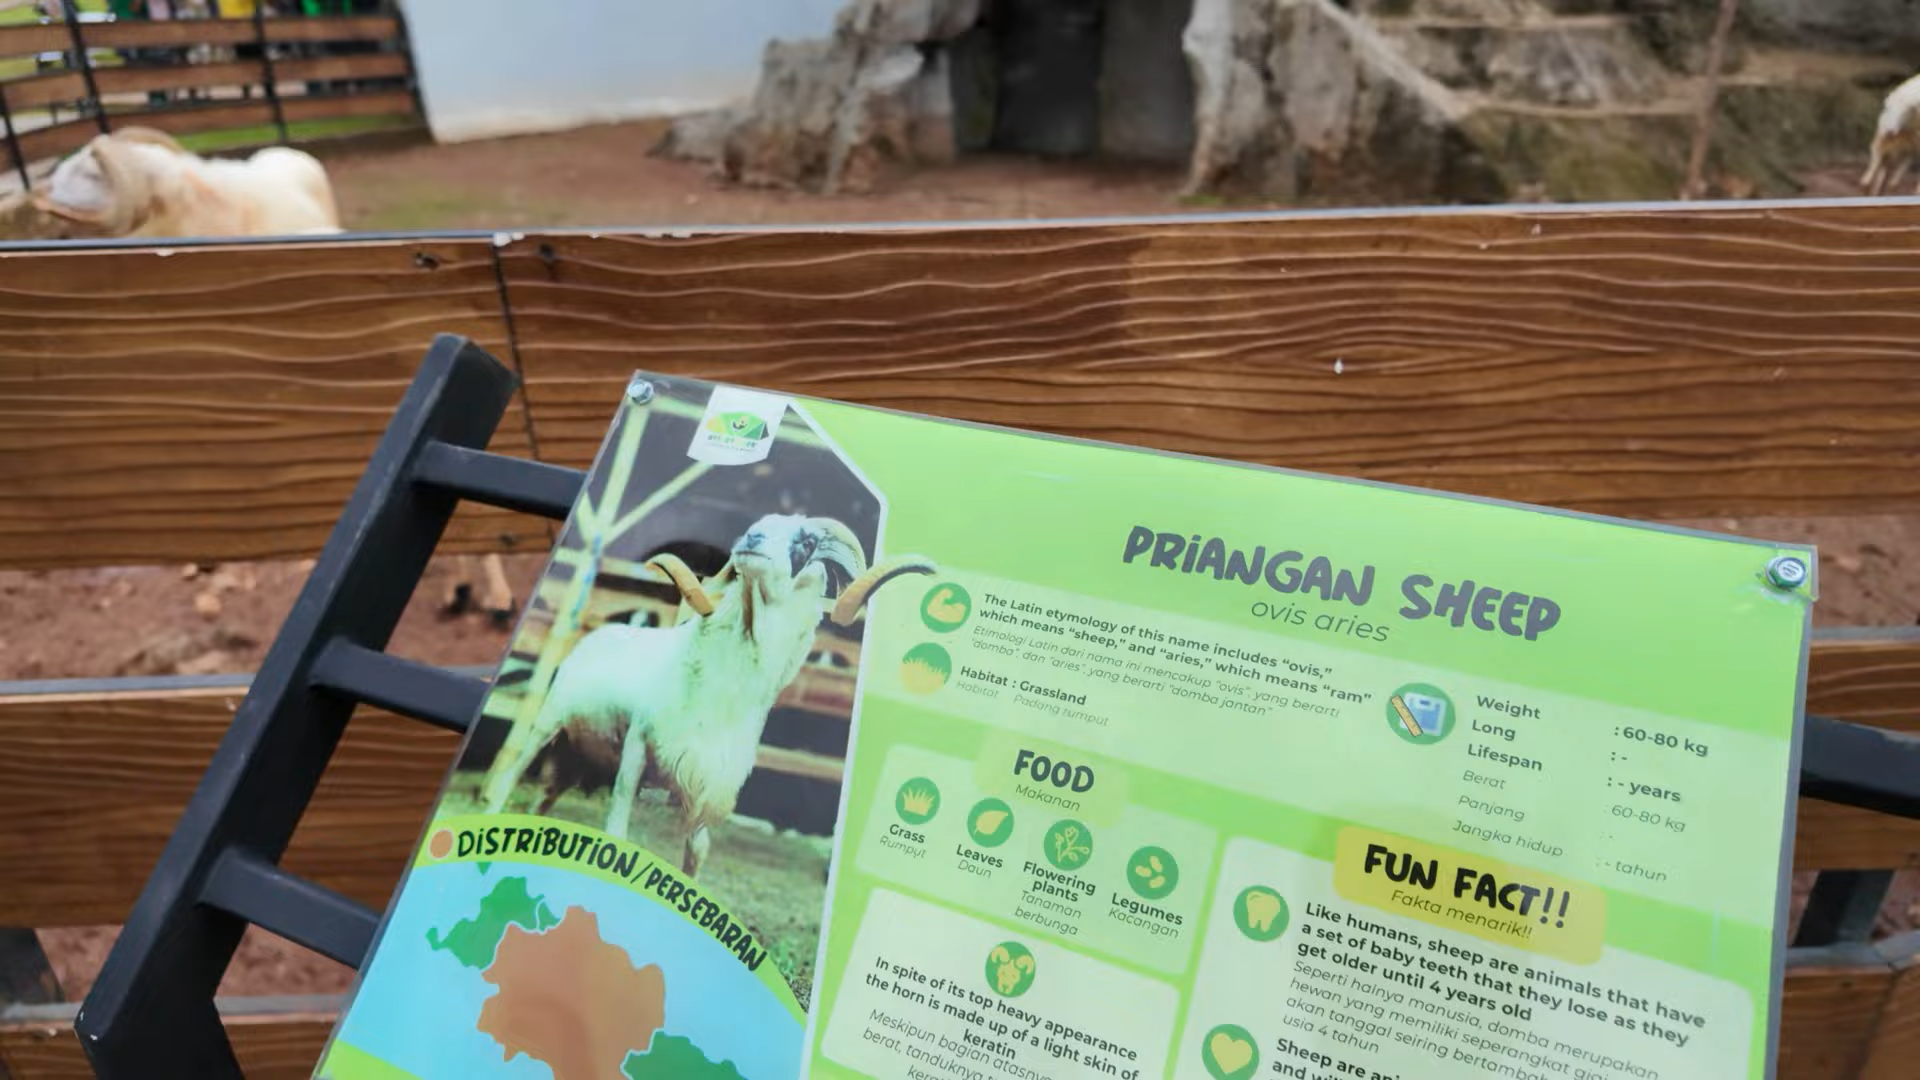 PRIANGAN SHEEP
ovis aries
The Latin etymology of this name includes "ovis,"
which means "sheep," and "aries," which means "ram"
Etimologi Latin dari nama ini mencakup "ovis". yang berarti
"domba". dan "aries". yang berarti "domba jantan"
Habitat : Grassland
Habitat Padang rumput
Weight : 60-80 kg
Long : -
Lifespan : - years
Berat 60-80 kg
Panjang : -
Jangka hidup : - tahun
FOOD
Makanan
Grass
Rumput
Leaves
Daun
Flowering
plants
Tanaman
berbunga
Legumes
Kacangan
DISTRIBUTION/PERSEBARAN
In spite of its top heavy appearance
the horn is made up of a light skin of
keratin
Meskipun bagian atasnya
berat, tanduknya
FUN FACT!!
Fakta menarik!!
Like humans, sheep are animals that have
a set of baby teeth that they lose as they
get older until 4 years old
Seperti halnya manusia, domba merupakan
hewan yang memiliki seperangkat gigi
akan tanggal seiring bertambah
usia 4 tahun
Sheep are
and